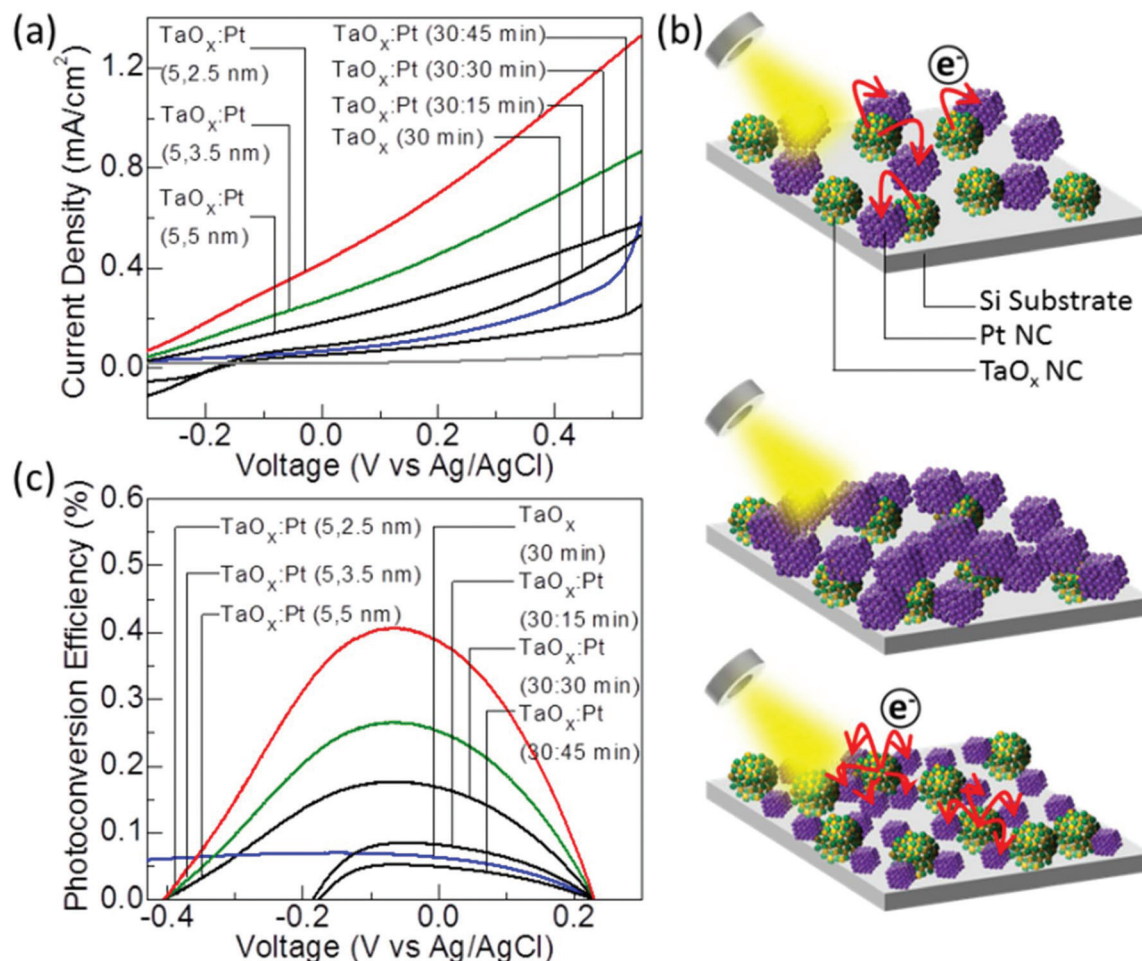 (a)
TaOₓ:Pt
(5,2.5 nm)
TaOₓ:Pt
(5,3.5 nm)
TaOₓ:Pt
(5,5 nm)
TaOₓ:Pt (30:45 min)
TaOₓ:Pt (30:30 min)
TaOₓ:Pt (30:15 min)
TaOₓ (30 min)
1.2
0.8
0.4
0.0
Current Density (mA/cm²)
-0.2
0.0
0.2
0.4
Voltage (V vs Ag/AgCl)
(b)
e⁻
Si Substrate
Pt NC
TaOₓ NC
e⁻
(c)
0.6
0.5
0.4
0.3
0.2
0.1
0.0
Photoconversion Efficiency (%)
TaOₓ:Pt (5,2.5 nm)
TaOₓ:Pt (5,3.5 nm)
TaOₓ:Pt (5,5 nm)
TaOₓ
(30 min)
TaOₓ:Pt
(30:15 min)
TaOₓ:Pt
(30:30 min)
TaOₓ:Pt
(30:45 min)
-0.4
-0.2
0.0
0.2
Voltage (V vs Ag/AgCl)